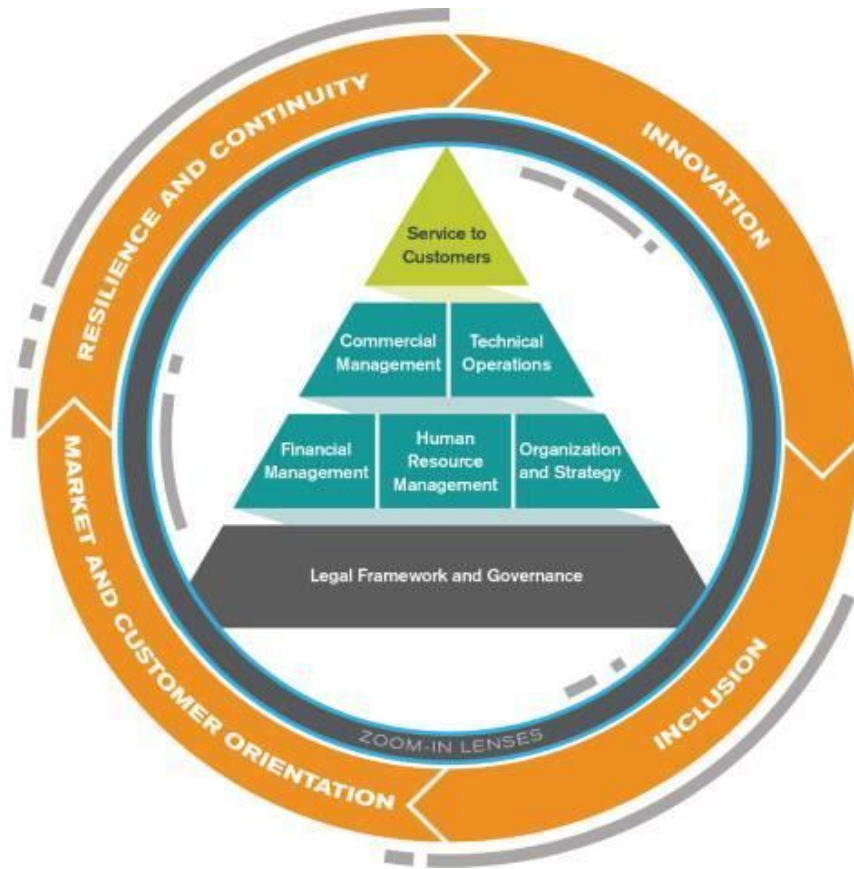 RESILIENCE AND CONTINUITY
INNOVATION
Service to
Customers
Commercial
Management
Technical
Operations
Financial
Management
Human
Resource
Management
Organization
and Strategy
Legal Framework and Governance
MARKET AND CUSTOMER ORIENTATION
INCLUSION
ZOOM-IN LENSES